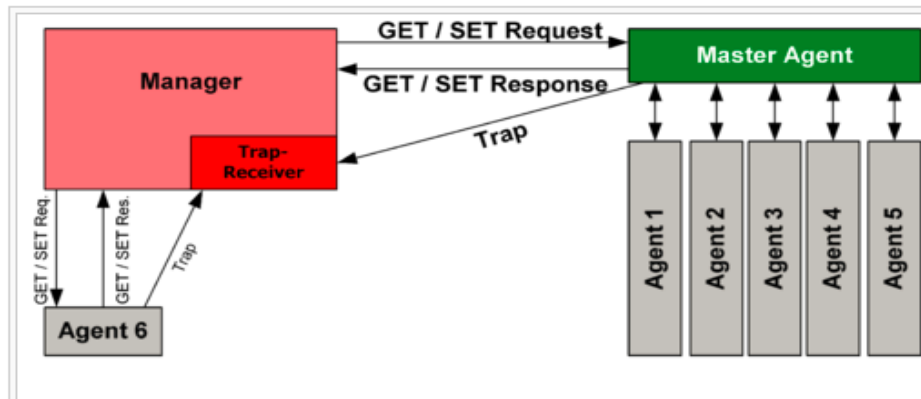 GET / SET Request
Manager
Master Agent
GET / SET Response
Trap
Trap-
Receiver
GET / SET Req.
GET / SET Res.
Trap
Agent 1
Agent 2
Agent 3
Agent 4
Agent 5
Agent 6